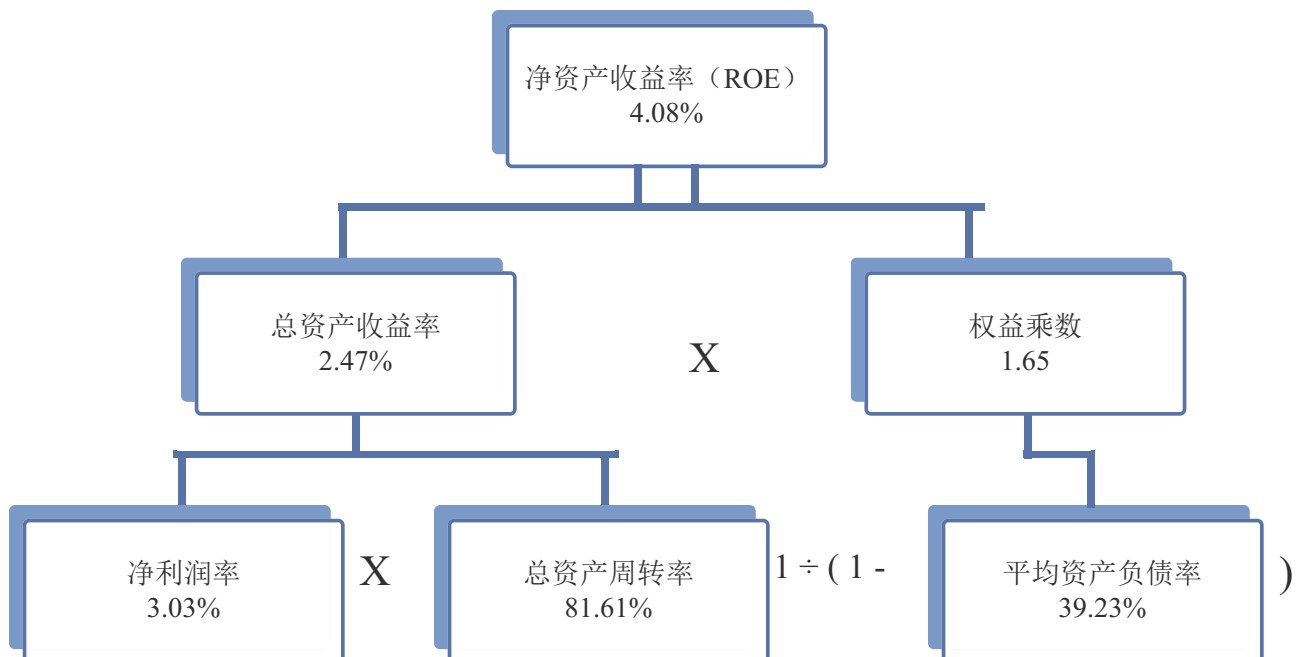 净资产收益率（ROE）
4.08%
总资产收益率
2.47%
X
权益乘数
1.65
净利润率
3.03%
X
总资产周转率
81.61%
1 ÷ ( 1 -
平均资产负债率
39.23%
)